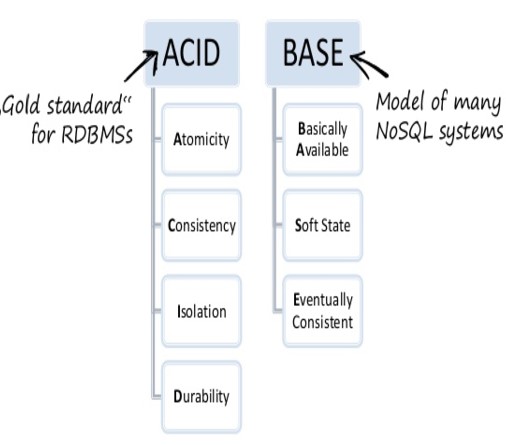 ACID
BASE
„Gold standard“
for RDBMSs
Model of many
NoSQL systems
Atomicity
Consistency
Isolation
Durability
Basically
Available
Soft State
Eventually
Consistent